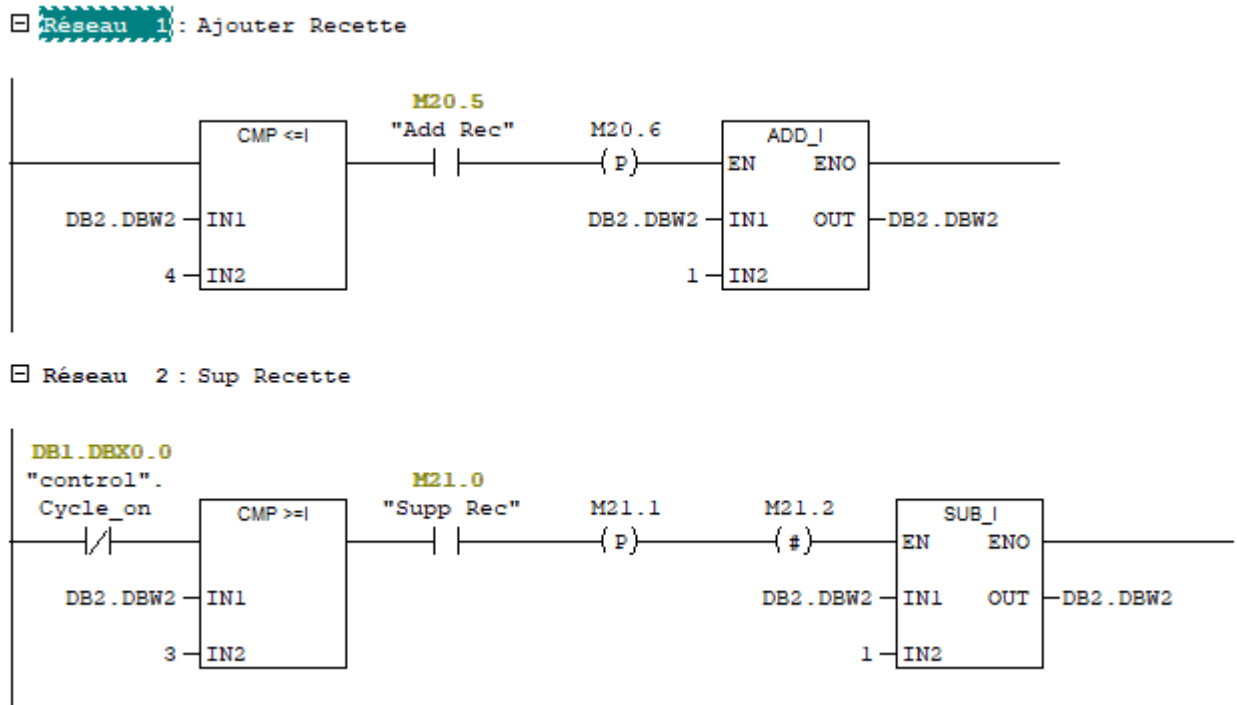 Réseau 1 : Ajouter Recette
M20.5
CMP <=I "Add Rec" M20.6 ADD_I
( P ) EN ENO
DB2.DBW2 IN1 DB2.DBW2 IN1 OUT DB2.DBW2
4 IN2 1 IN2
Réseau 2 : Sup Recette
DB1.DBX0.0
"control". M21.0
Cycle_on CMP >=I "Supp Rec" M21.1 M21.2 SUB_I
( P ) ( # ) EN ENO
DB2.DBW2 IN1 DB2.DBW2 IN1 OUT DB2.DBW2
3 IN2 1 IN2